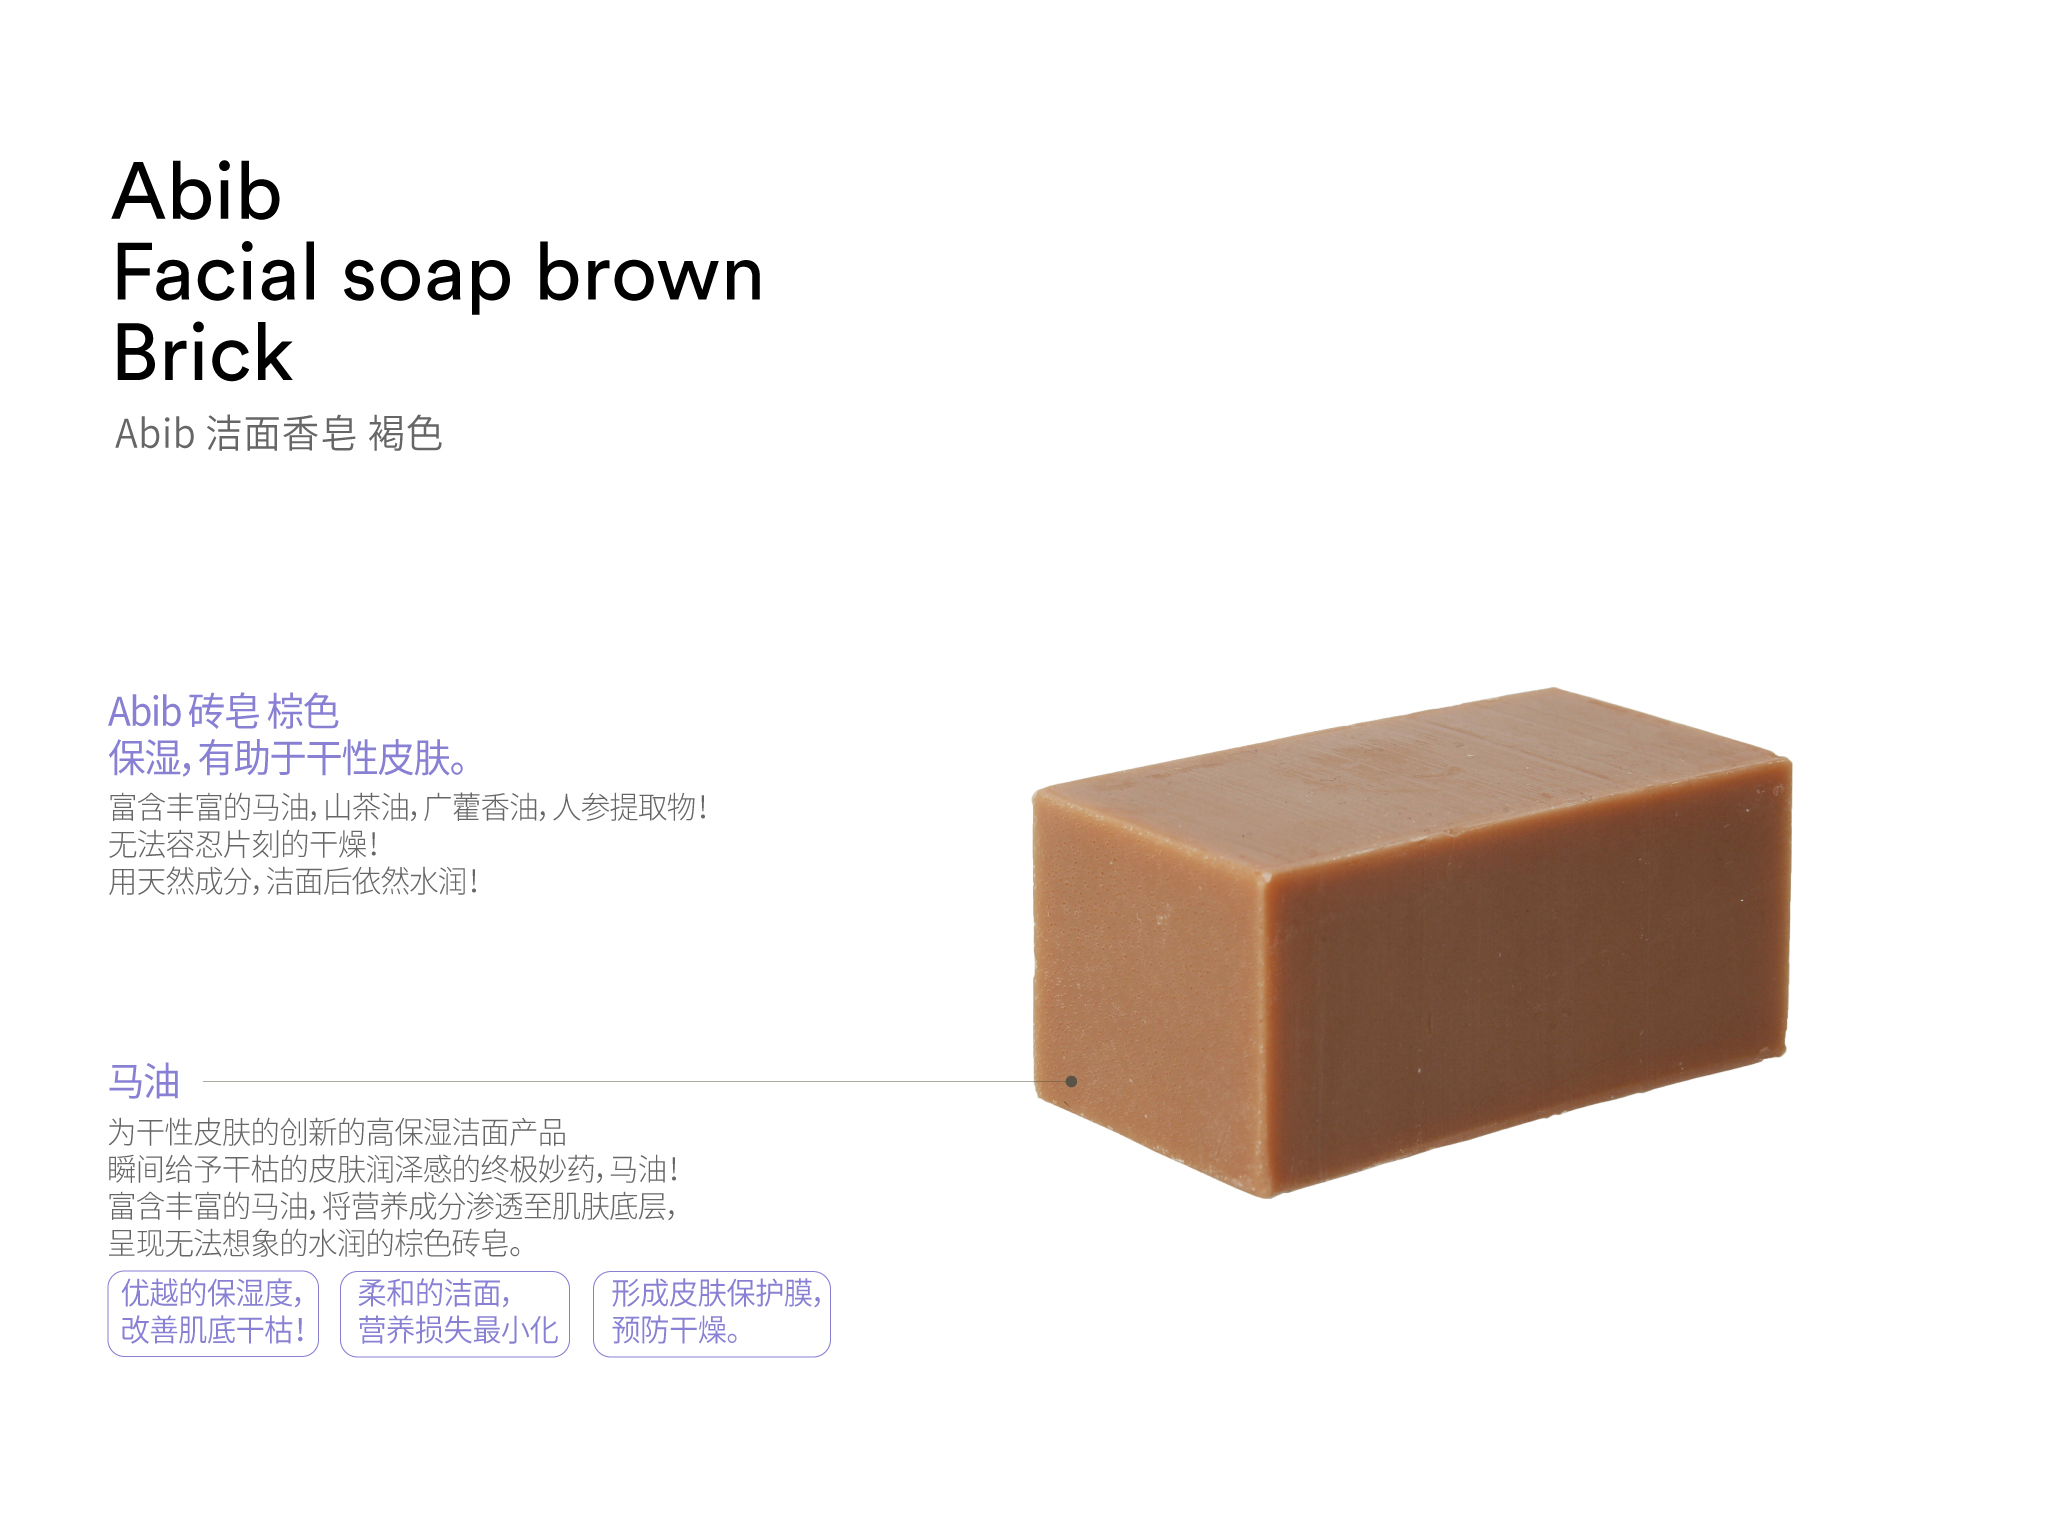 Abib
Facial soap brown
Brick
Abib 洁面香皂 褐色
Abib 砖皂 棕色
保湿，有助于干性皮肤。
富含丰富的马油，山茶油，广藿香油，人参提取物！
无法容忍片刻的干燥！
用天然成分，洁面后依然水润！
马油
为干性皮肤的创新的高保湿洁面产品
瞬间给予干枯的皮肤润泽感的终极妙药，马油！
富含丰富的马油，将营养成分渗透至肌肤底层，
呈现无法想象的水润的棕色砖皂。
优越的保湿度，
改善肌底干枯！
柔和的洁面，
营养损失最小化
形成皮肤保护膜，
预防干燥。